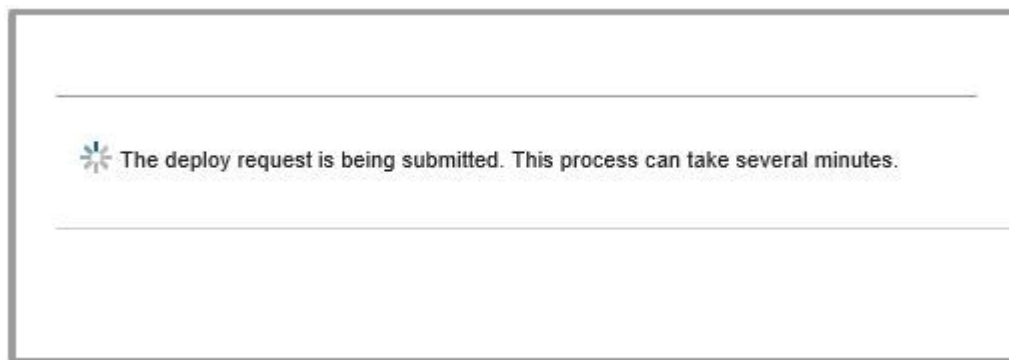 The deploy request is being submitted. This process can take several minutes.